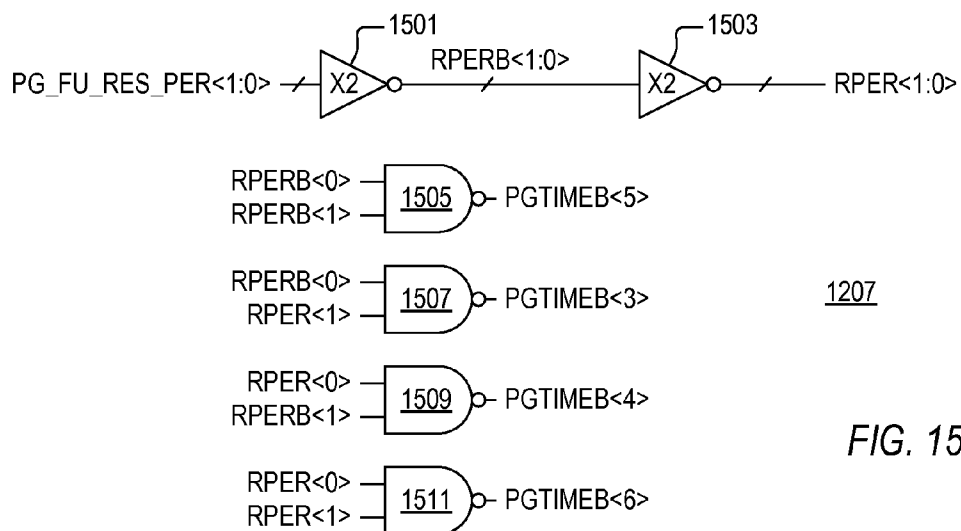 1501
1503
PG_FU_RES_PER<1:0>
X2
RPERB<1:0>
X2
RPER<1:0>
RPERB<0>
RPERB<1>
1505
PGTIMEB<5>
RPERB<0>
RPER<1>
1507
PGTIMEB<3>
1207
RPER<0>
RPERB<1>
1509
PGTIMEB<4>
FIG. 15
RPER<0>
RPER<1>
1511
PGTIMEB<6>